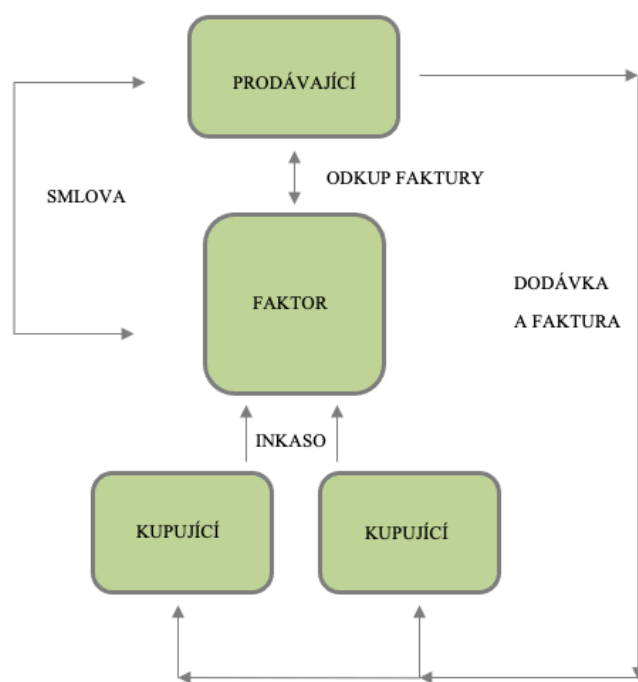 PRODÁVAJÍCÍ
ODKUP FAKTURY
SMLOVA
FAKTOR
DODÁVKA
A FAKTURA
INKASO
KUPUJÍCÍ
KUPUJÍCÍ